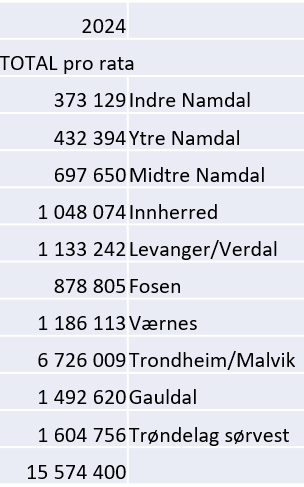 2024
TOTAL pro rata
373 129 Indre Namdal
432 394 Ytre Namdal
697 650 Midtre Namdal
1 048 074 Innherred
1 133 242 Levanger/Verdal
878 805 Fosen
1 186 113 Værnes
6 726 009 Trondheim/Malvik
1 492 620 Gauldal
1 604 756 Trøndelag sørvest
15 574 400